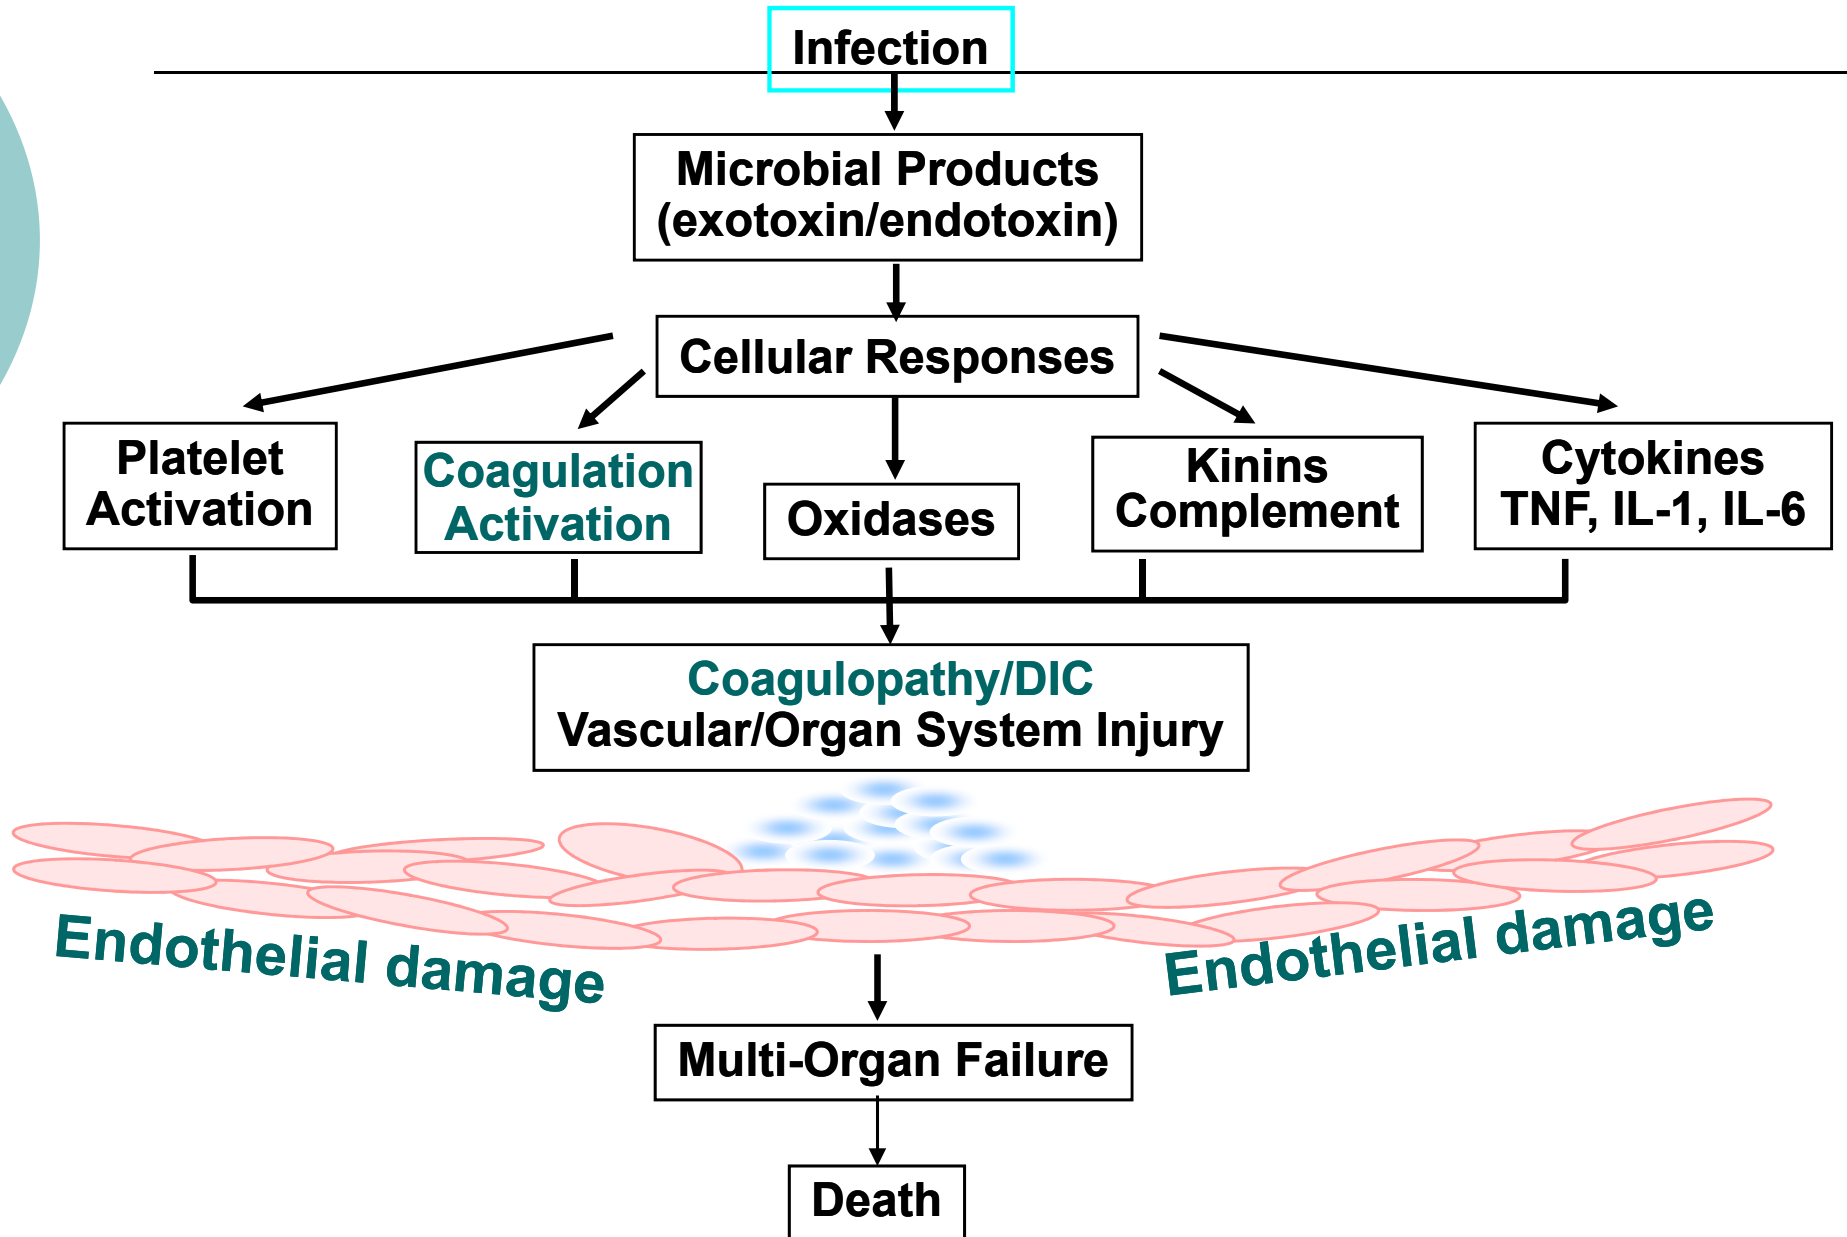 Infection
Microbial Products
(exotoxin/endotoxin)
Cellular Responses
Platelet
Activation
Coagulation
Activation
Oxidases
Kinins
Complement
Cytokines
TNF, IL-1, IL-6
Coagulopathy/DIC
Vascular/Organ System Injury
Endothelial damage
Endothelial damage
Multi-Organ Failure
Death